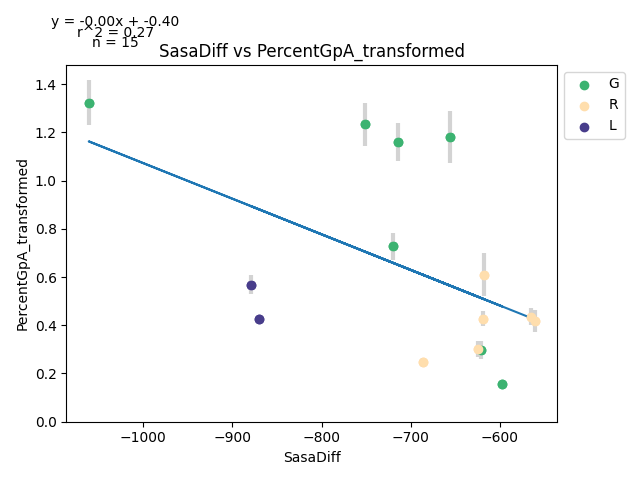 y = -0.00x + -0.40
r^2 = 0.27
n = 15
SasaDiff vs PercentGpA_transformed
G
R
L
PercentGpA_transformed
1.4
1.2
1.0
0.8
0.6
0.4
0.2
0.0
−1000 −900 −800 −700 −600
SasaDiff